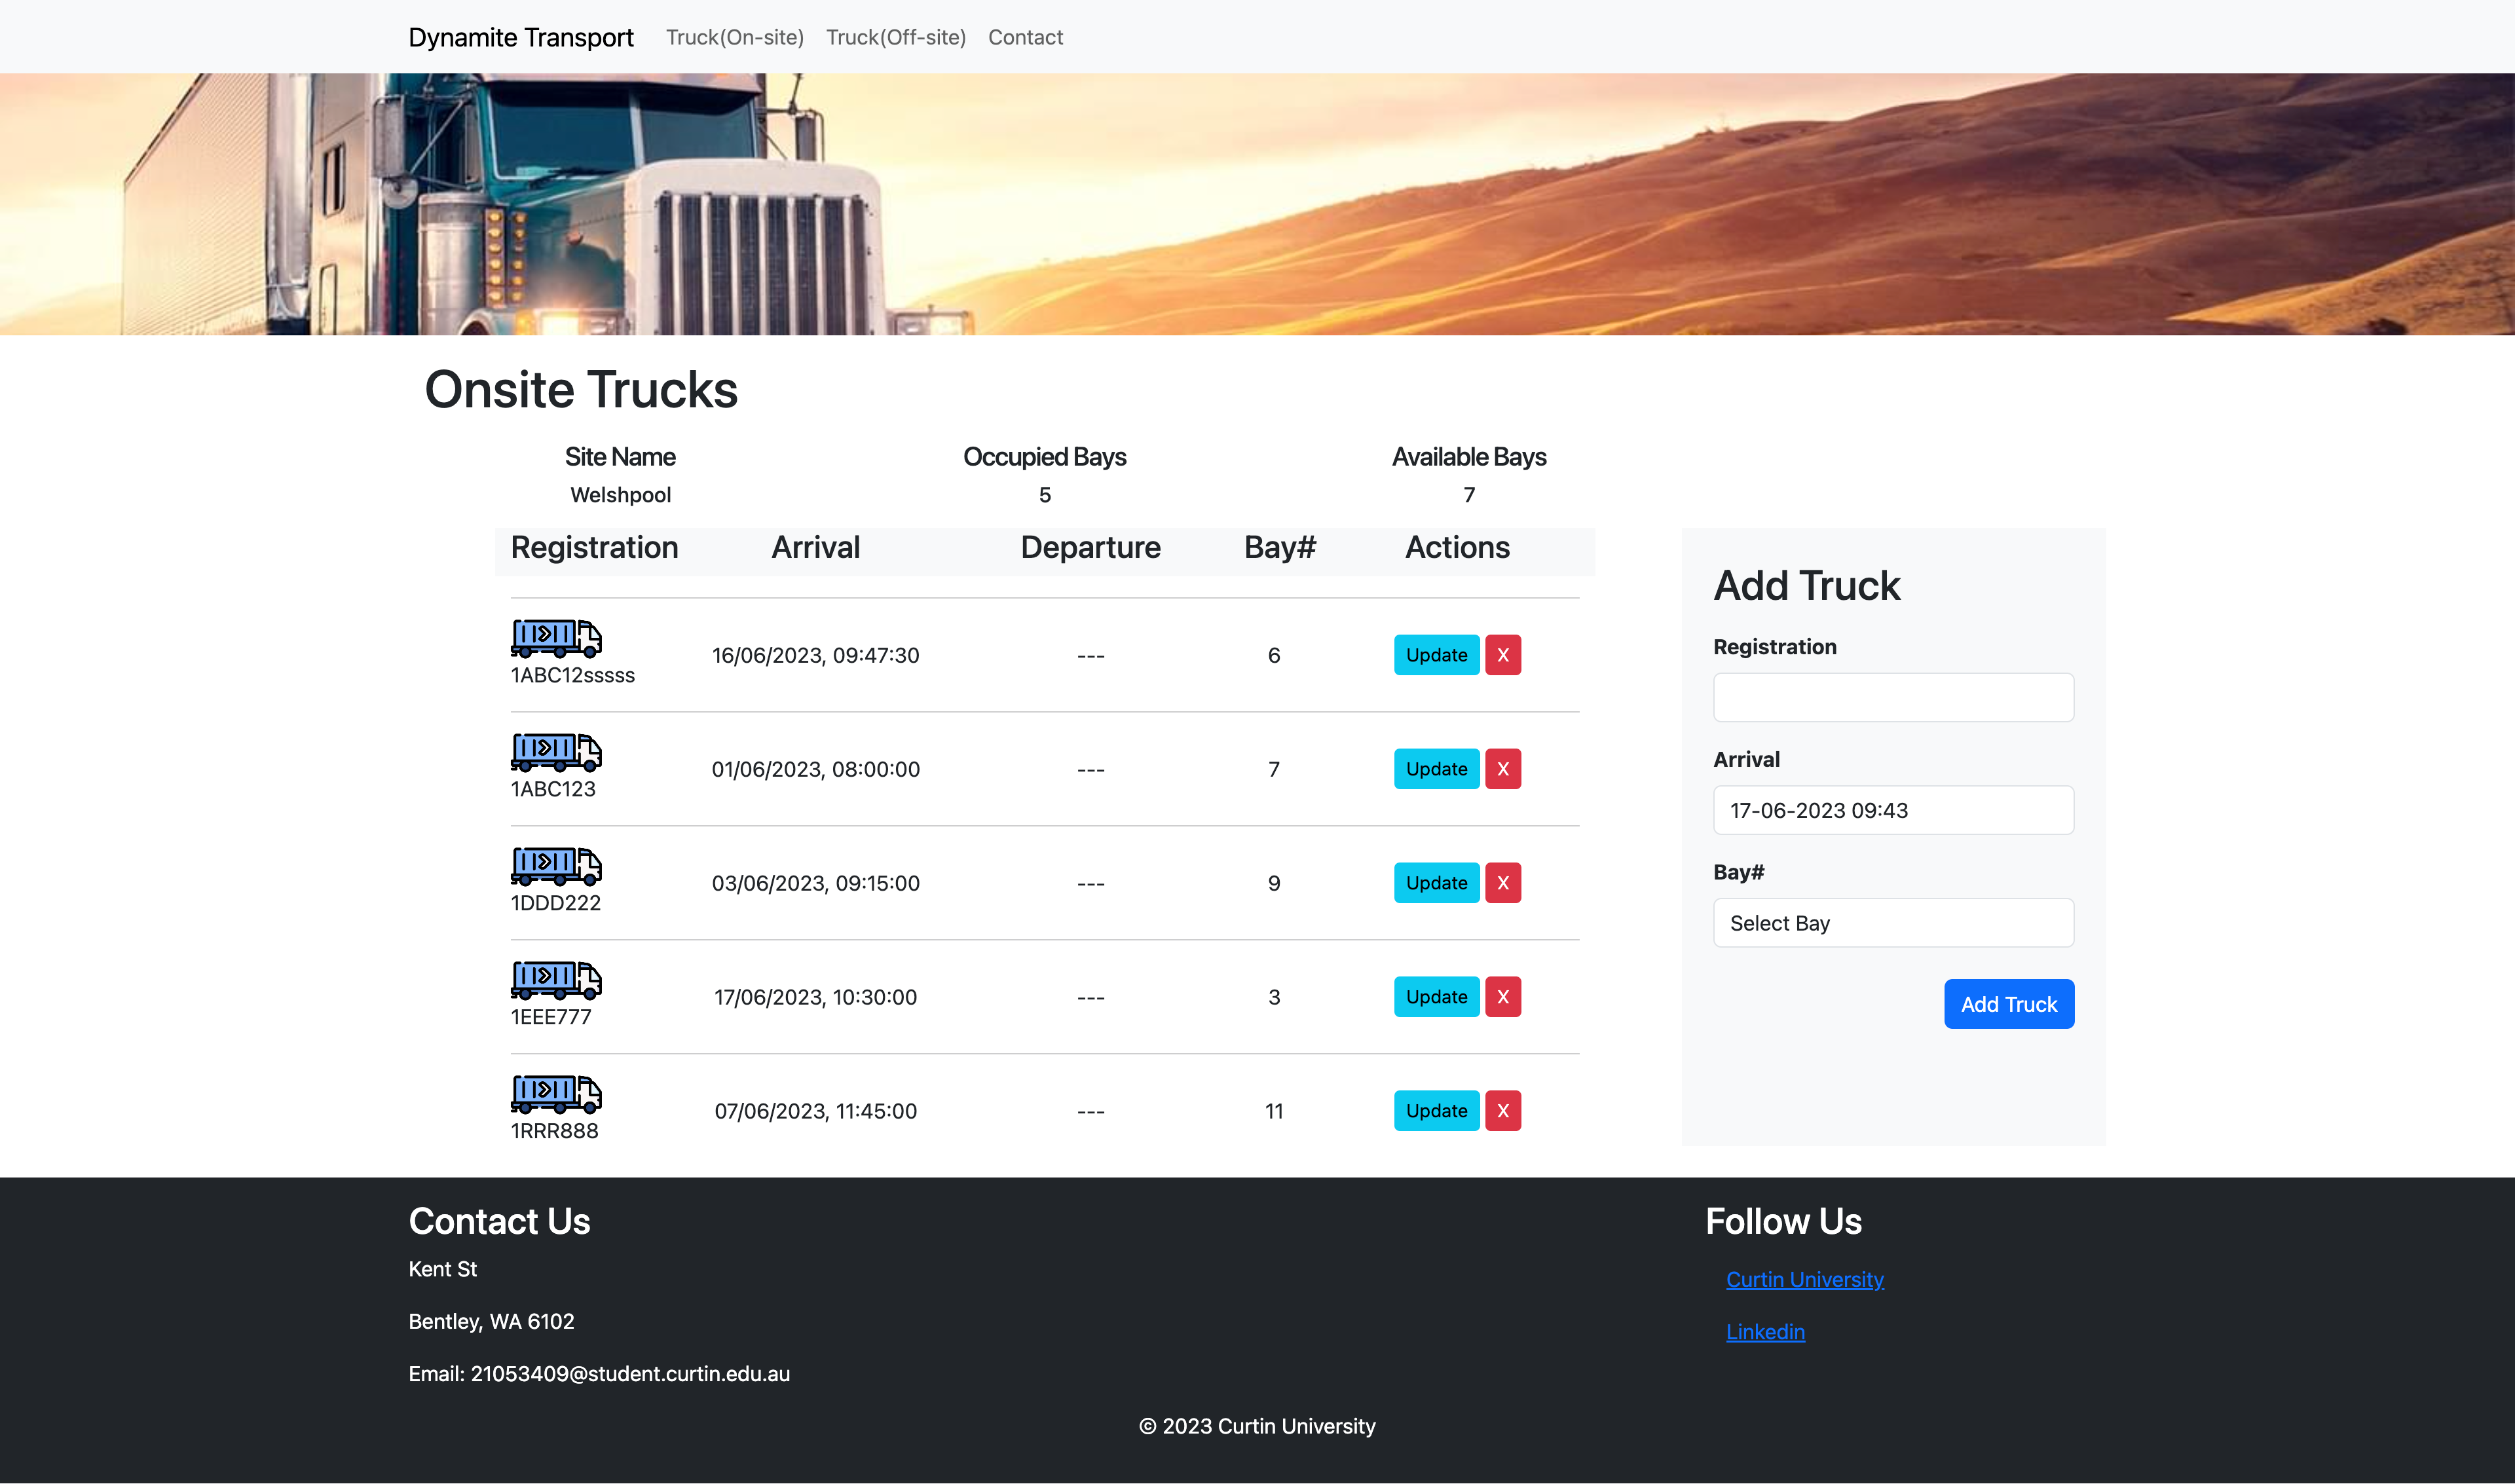 Dynamite Transport Truck(On-site) Truck(Off-site) Contact
Onsite Trucks
Site Name Occupied Bays Available Bays
Welshpool 5 7
Registration Arrival Departure Bay# Actions
1ABC12sssss 16/06/2023, 09:47:30 --- 6 Update X
1ABC123 01/06/2023, 08:00:00 --- 7 Update X
1DDD222 03/06/2023, 09:15:00 --- 9 Update X
1EEE777 17/06/2023, 10:30:00 --- 3 Update X
1RRR888 07/06/2023, 11:45:00 --- 11 Update X
Add Truck
Registration
Arrival
17-06-2023 09:43
Bay#
Select Bay
Add Truck
Contact Us
Kent St
Bentley, WA 6102
Email: 21053409@student.curtin.edu.au
Follow Us
Curtin University
Linkedin
© 2023 Curtin University